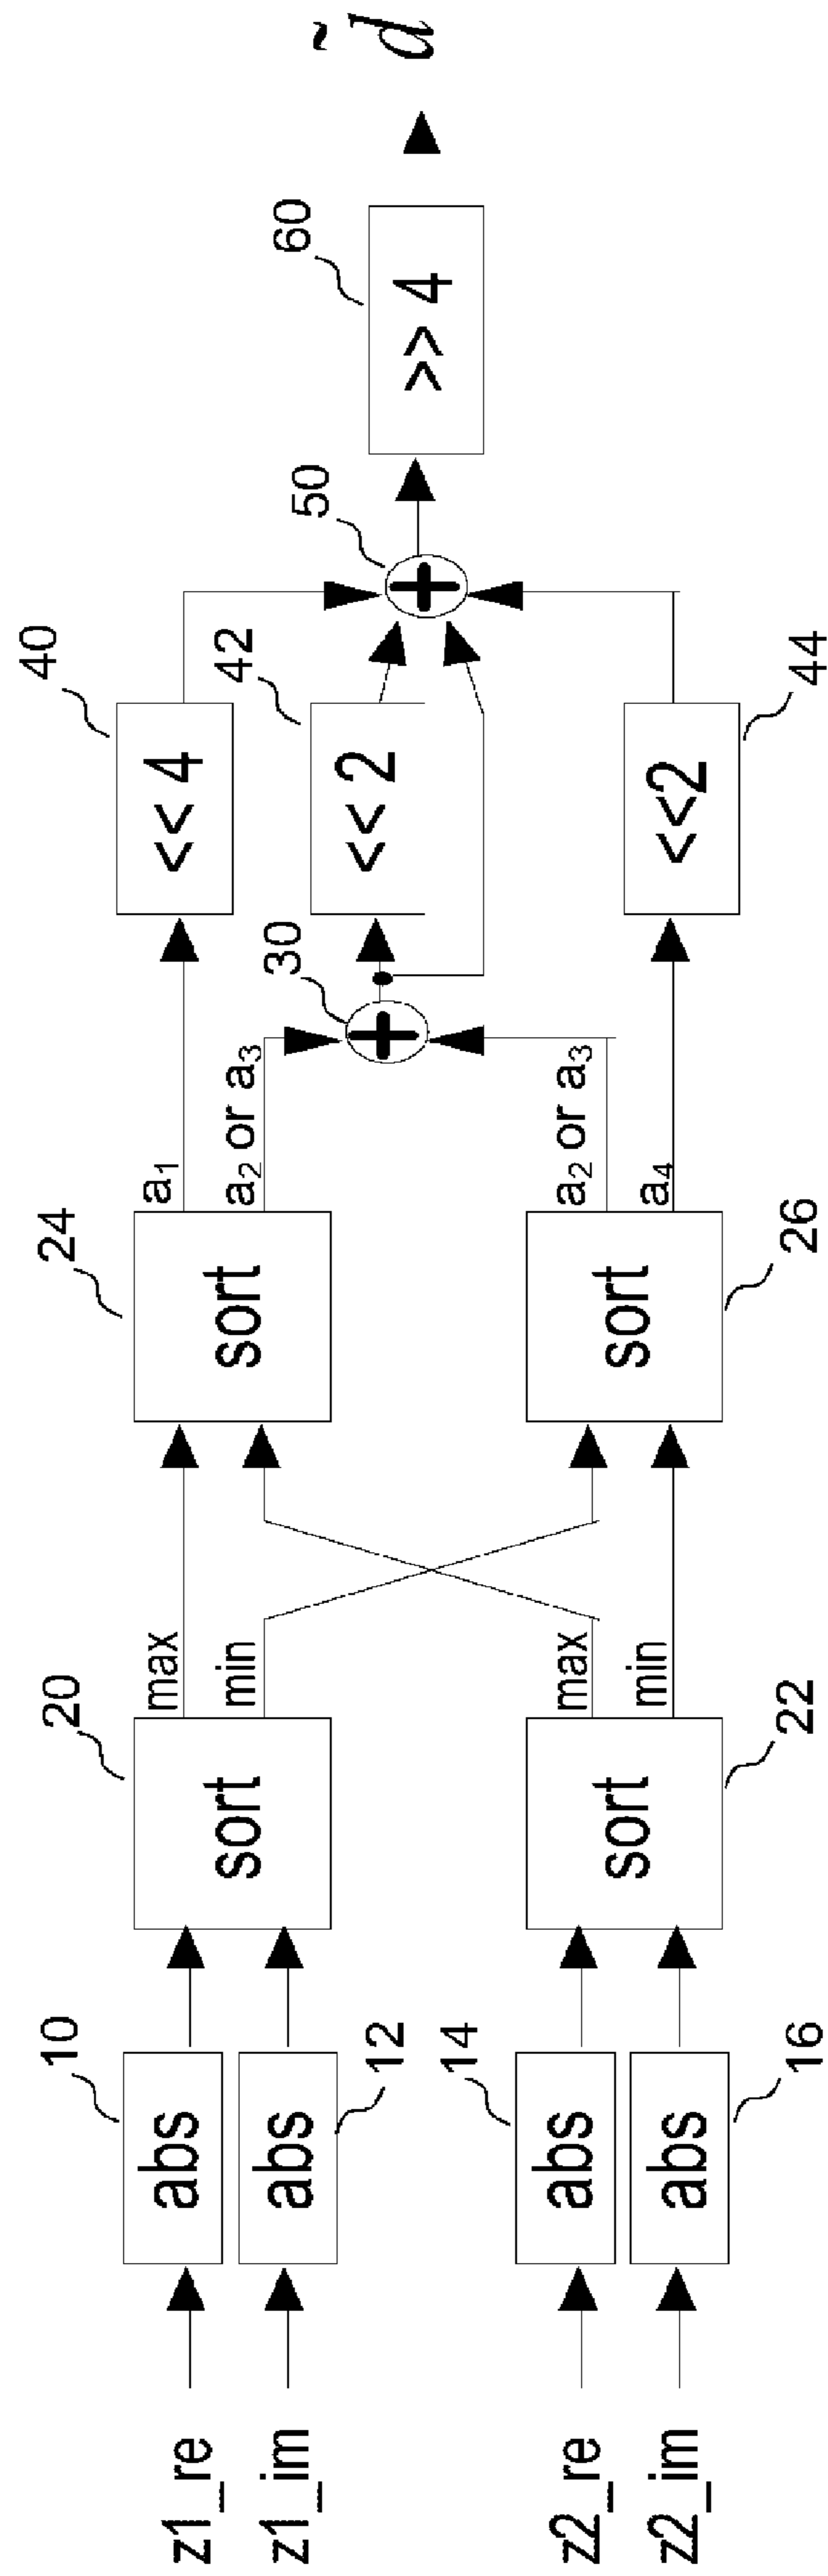 z1_re
z1_im
z2_re
z2_im
abs
10
abs
12
abs
14
abs
16
sort
20
max
min
sort
22
max
min
sort
24
a₁
a₂ or a₃
sort
26
a₂ or a₃
a₄
+
30
<< 4
40
<< 2
42
<<2
44
+
50
>> 4
60
d̃